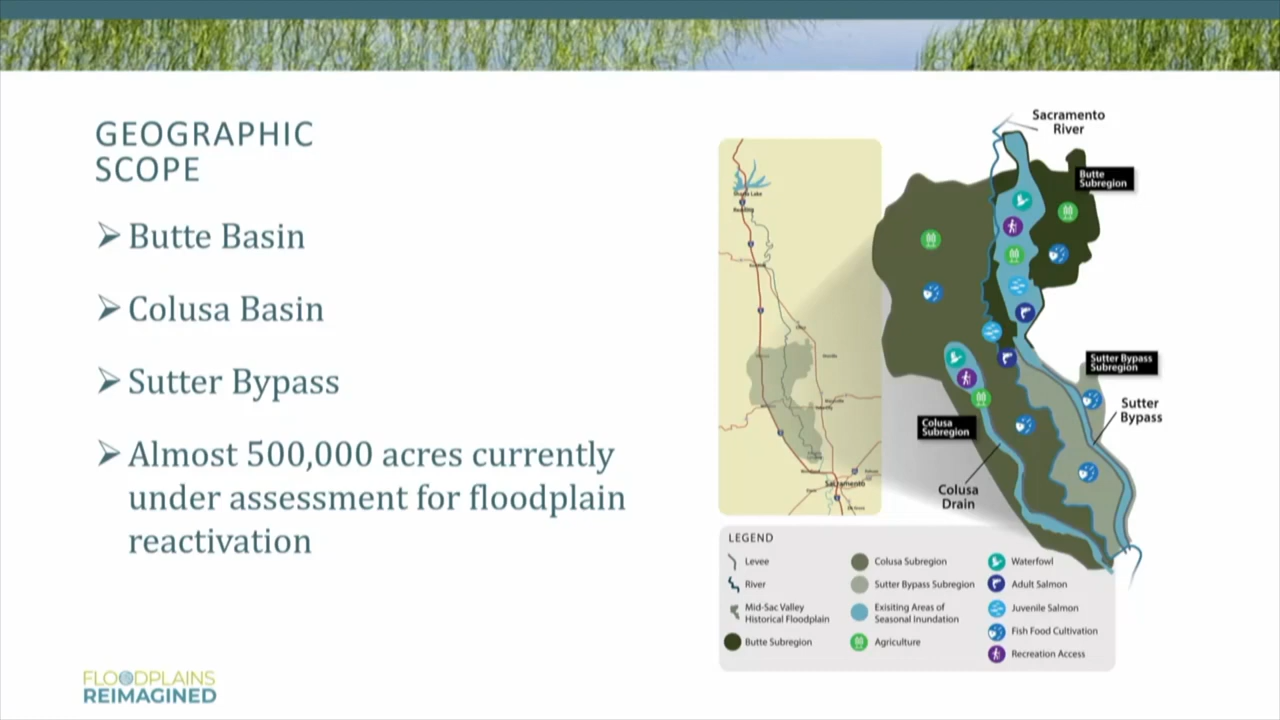 GEOGRAPHIC
SCOPE
➢ Butte Basin
➢ Colusa Basin
➢ Sutter Bypass
➢ Almost 500,000 acres currently
under assessment for floodplain
reactivation
FLOODPLAINS
REIMAGINED
Sacramento
River
Butte
Subregion
Sutter Bypass
Subregion
Sutter
Bypass
Colusa
Subregion
Colusa
Drain
Sacramento
LEGEND
Levee
River
Mid-Sac Valley
Historical Floodplain
Butte Subregion
Colusa Subregion
Sutter Bypass Subregion
Exisiting Areas of
Seasonal Inundation
Agriculture
Waterfowl
Adult Salmon
Juvenile Salmon
Fish Food Cultivation
Recreation Access